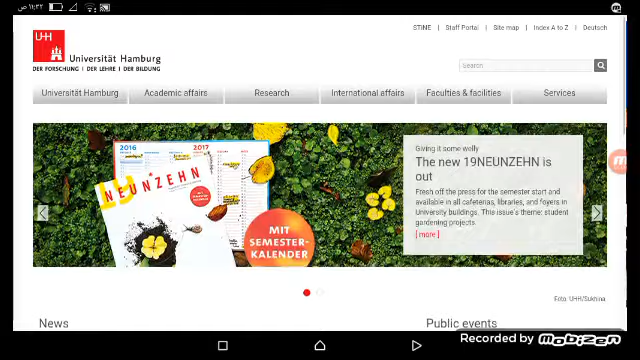 ١١:٢٢ ص
STiNE | Staff Portal | Site map | Index A to Z | Deutsch
UH
Universität Hamburg
DER FORSCHUNG | DER LEHRE | DER BILDUNG
Search
Universität Hamburg
Academic affairs
Research
International affairs
Faculties & facilities
Services
2016
2017
19
NEUNZEHN
MIT
SEMESTER-
KALENDER
Giving it some welly
The new 19NEUNZEHN is
out
Fresh off the press for the semester start and
available in all cafeterias, libraries, and foyers in
University buildings. This issue's theme: student
gardening projects.
[ more ]
Foto: UHH/Sukhina
News
Public events
Recorded by mobizen